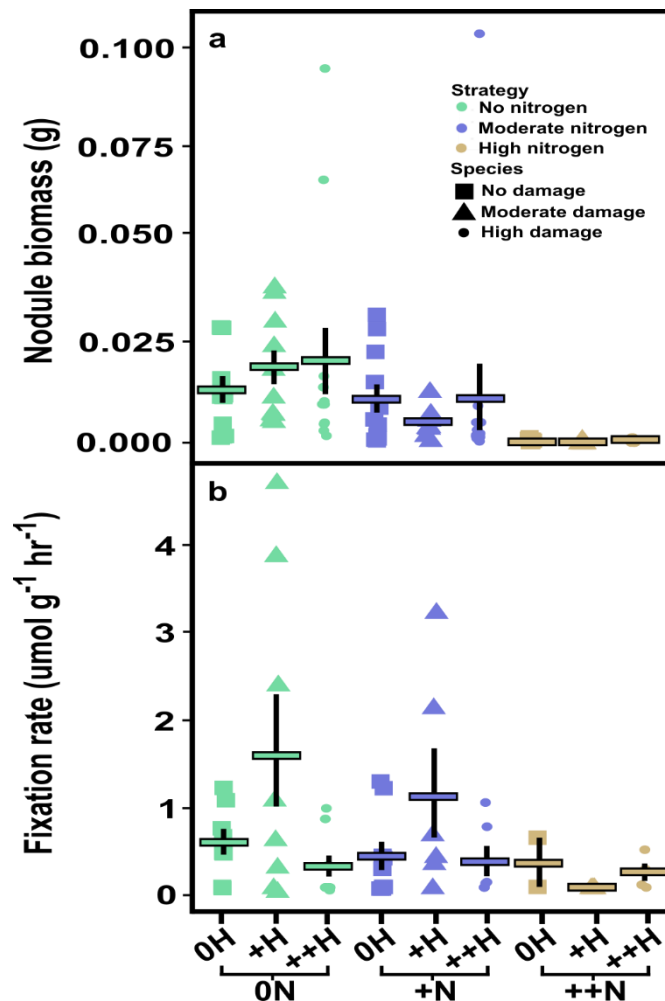 a
0.100
0.075
0.050
0.025
0.000
Nodule biomass (g)
Strategy
No nitrogen
Moderate nitrogen
High nitrogen
Species
No damage
Moderate damage
High damage
b
4
3
2
1
0
Fixation rate (umol g⁻¹ hr⁻¹)
0H +H ++H 0H +H ++H 0H +H ++H
0N +N ++N